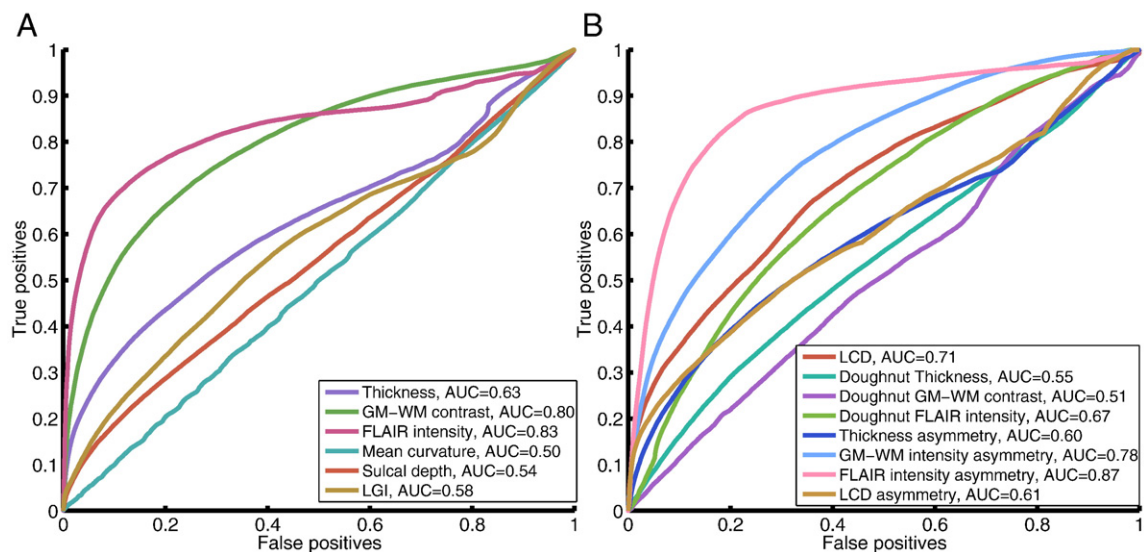 A
1
0.9
0.8
0.7
0.6
0.5
0.4
0.3
0.2
0.1
0
True positives
0 0.2 0.4 0.6 0.8 1
False positives
Thickness, AUC=0.63
GM-WM contrast, AUC=0.80
FLAIR intensity, AUC=0.83
Mean curvature, AUC=0.50
Sulcal depth, AUC=0.54
LGI, AUC=0.58
B
1
0.9
0.8
0.7
0.6
0.5
0.4
0.3
0.2
0.1
0
True positives
0 0.2 0.4 0.6 0.8 1
False positives
LCD, AUC=0.71
Doughnut Thickness, AUC=0.55
Doughnut GM-WM contrast, AUC=0.51
Doughnut FLAIR intensity, AUC=0.67
Thickness asymmetry, AUC=0.60
GM-WM intensity asymmetry, AUC=0.78
FLAIR intensity asymmetry, AUC=0.87
LCD asymmetry, AUC=0.61